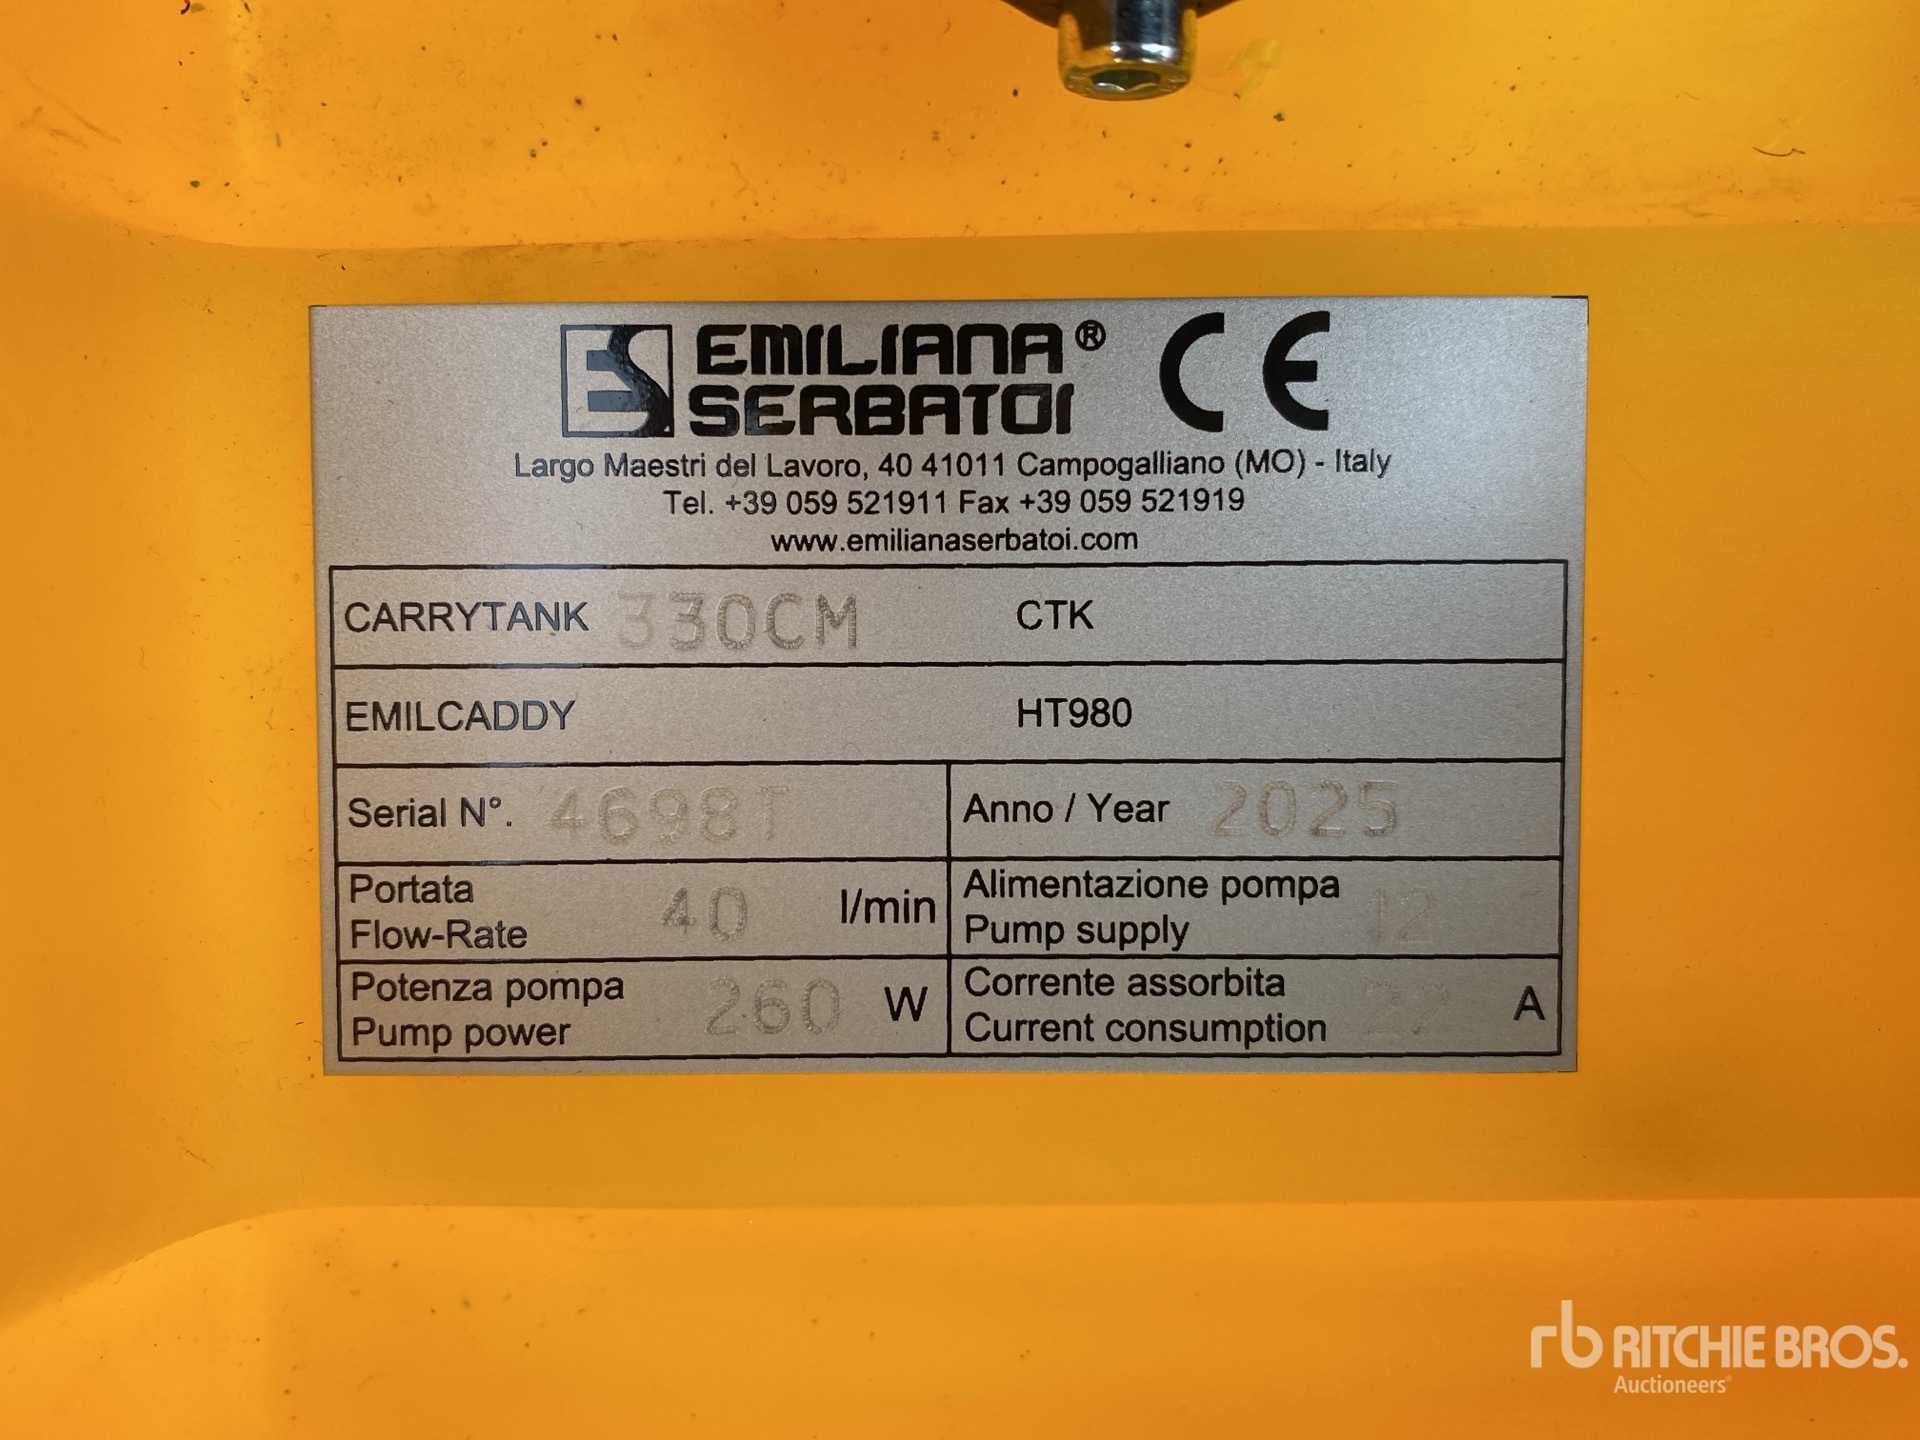 ES EMILIANA® CE
SERBATOI
Largo Maestri del Lavoro, 40 41011 Campogalliano (MO) - Italy
Tel. +39 059 521911 Fax +39 059 521919
www.emilianaserbatoi.com
CARRYTANK 330CM CTK
EMILCADDY HT980
Serial N°. 4698T Anno / Year 2025
Portata
Flow-Rate 40 l/min
Alimentazione pompa
Pump supply 12
Potenza pompa
Pump power 260 W
Corrente assorbita
Current consumption A
rb RITCHIE BROS.
Auctioneers